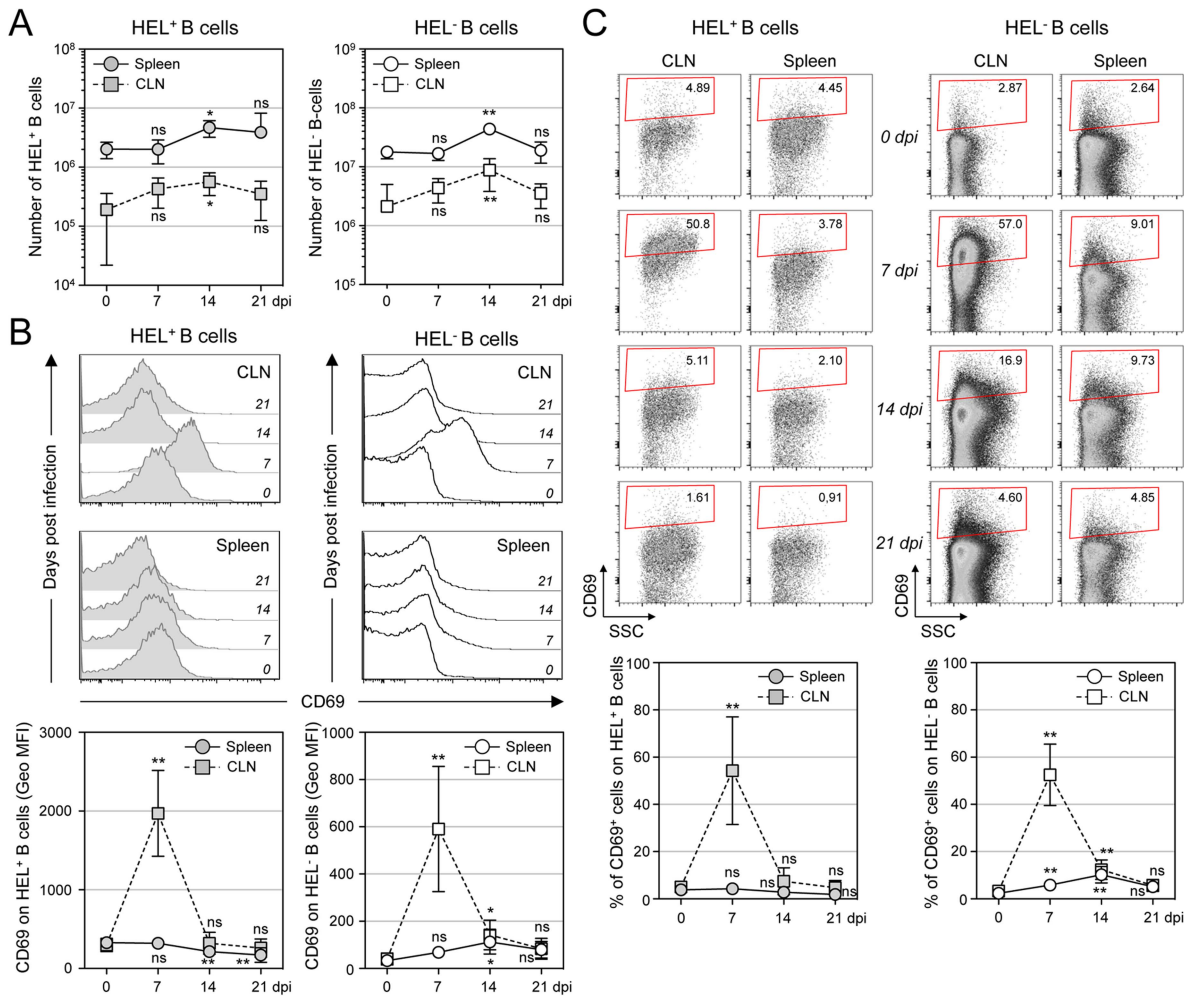 A
HEL⁺ B cells
Number of HEL⁺ B cells
10⁸
10⁷
10⁶
10⁵
10⁴
Spleen
CLN
ns
*
ns
ns
*
ns
0 7 14 21 dpi
HEL⁻ B cells
Number of HEL⁻ B-cells
10⁹
10⁸
10⁷
10⁶
10⁵
Spleen
CLN
ns
**
ns
ns
**
ns
0 7 14 21 dpi
B
HEL⁺ B cells
HEL⁻ B cells
Days post infection
CLN
21
14
7
0
Spleen
21
14
7
0
Days post infection
CLN
21
14
7
0
Spleen
21
14
7
0
CD69
CD69 on HEL⁺ B cells (Geo MFI)
3000
2000
1000
0
Spleen
CLN
**
ns
ns
ns
**
**
0 7 14 21 dpi
CD69 on HEL⁻ B cells (Geo MFI)
1000
800
600
400
200
0
Spleen
CLN
**
ns
*
ns
*
ns
0 7 14 21 dpi
C
HEL⁺ B cells
HEL⁻ B cells
CLN Spleen CLN Spleen
4.89 4.45 0 dpi 2.87 2.64
50.8 3.78 7 dpi 57.0 9.01
5.11 2.10 14 dpi 16.9 9.73
1.61 0,91 21 dpi 4.60 4.85
CD69
SSC
CD69
SSC
% of CD69⁺ cells on HEL⁺ B cells
100
80
60
40
20
0
Spleen
CLN
**
ns
ns
ns
ns
ns
0 7 14 21 dpi
% of CD69⁺ cells on HEL⁻ B
100
80
60
40
20
0
Spleen
CLN
**
**
**
ns
**
ns
0 7 14 21 dpi